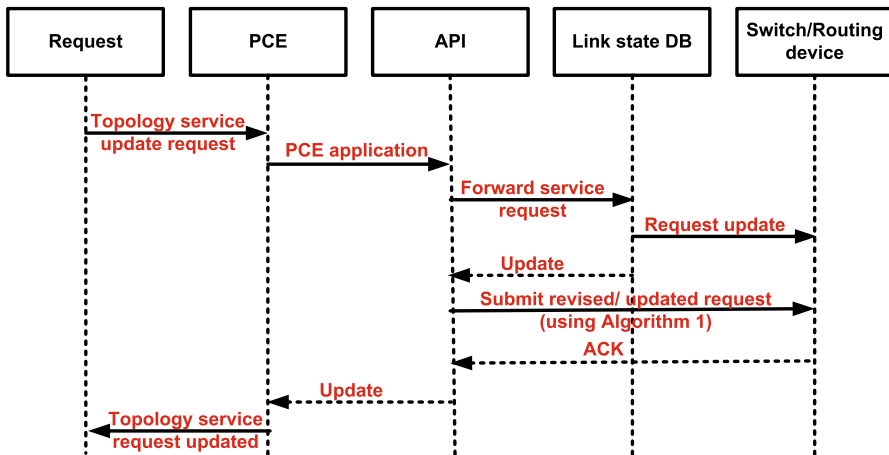 Request
PCE
API
Link state DB
Switch/Routing
device
Topology service
update request
PCE application
Forward service
request
Request update
Update
Submit revised/ updated request
(using Algorithm 1)
ACK
Update
Topology service
request updated